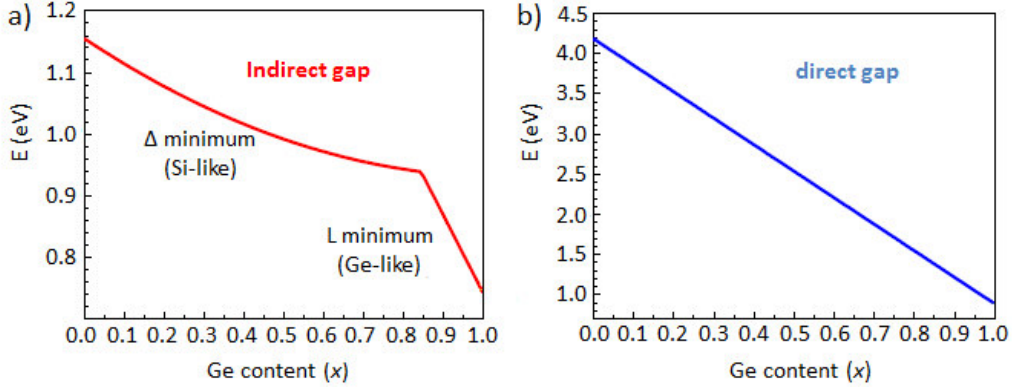 a)
1.2
1.1
1.0
0.9
0.8
E (eV)
Indirect gap
Δ minimum
(Si-like)
L minimum
(Ge-like)
0.0 0.1 0.2 0.3 0.4 0.5 0.6 0.7 0.8 0.9 1.0
Ge content (x)
b)
4.5
4.0
3.5
3.0
2.5
2.0
1.5
1.0
E (eV)
direct gap
0.0 0.1 0.2 0.3 0.4 0.5 0.6 0.7 0.8 0.9 1.0
Ge content (x)